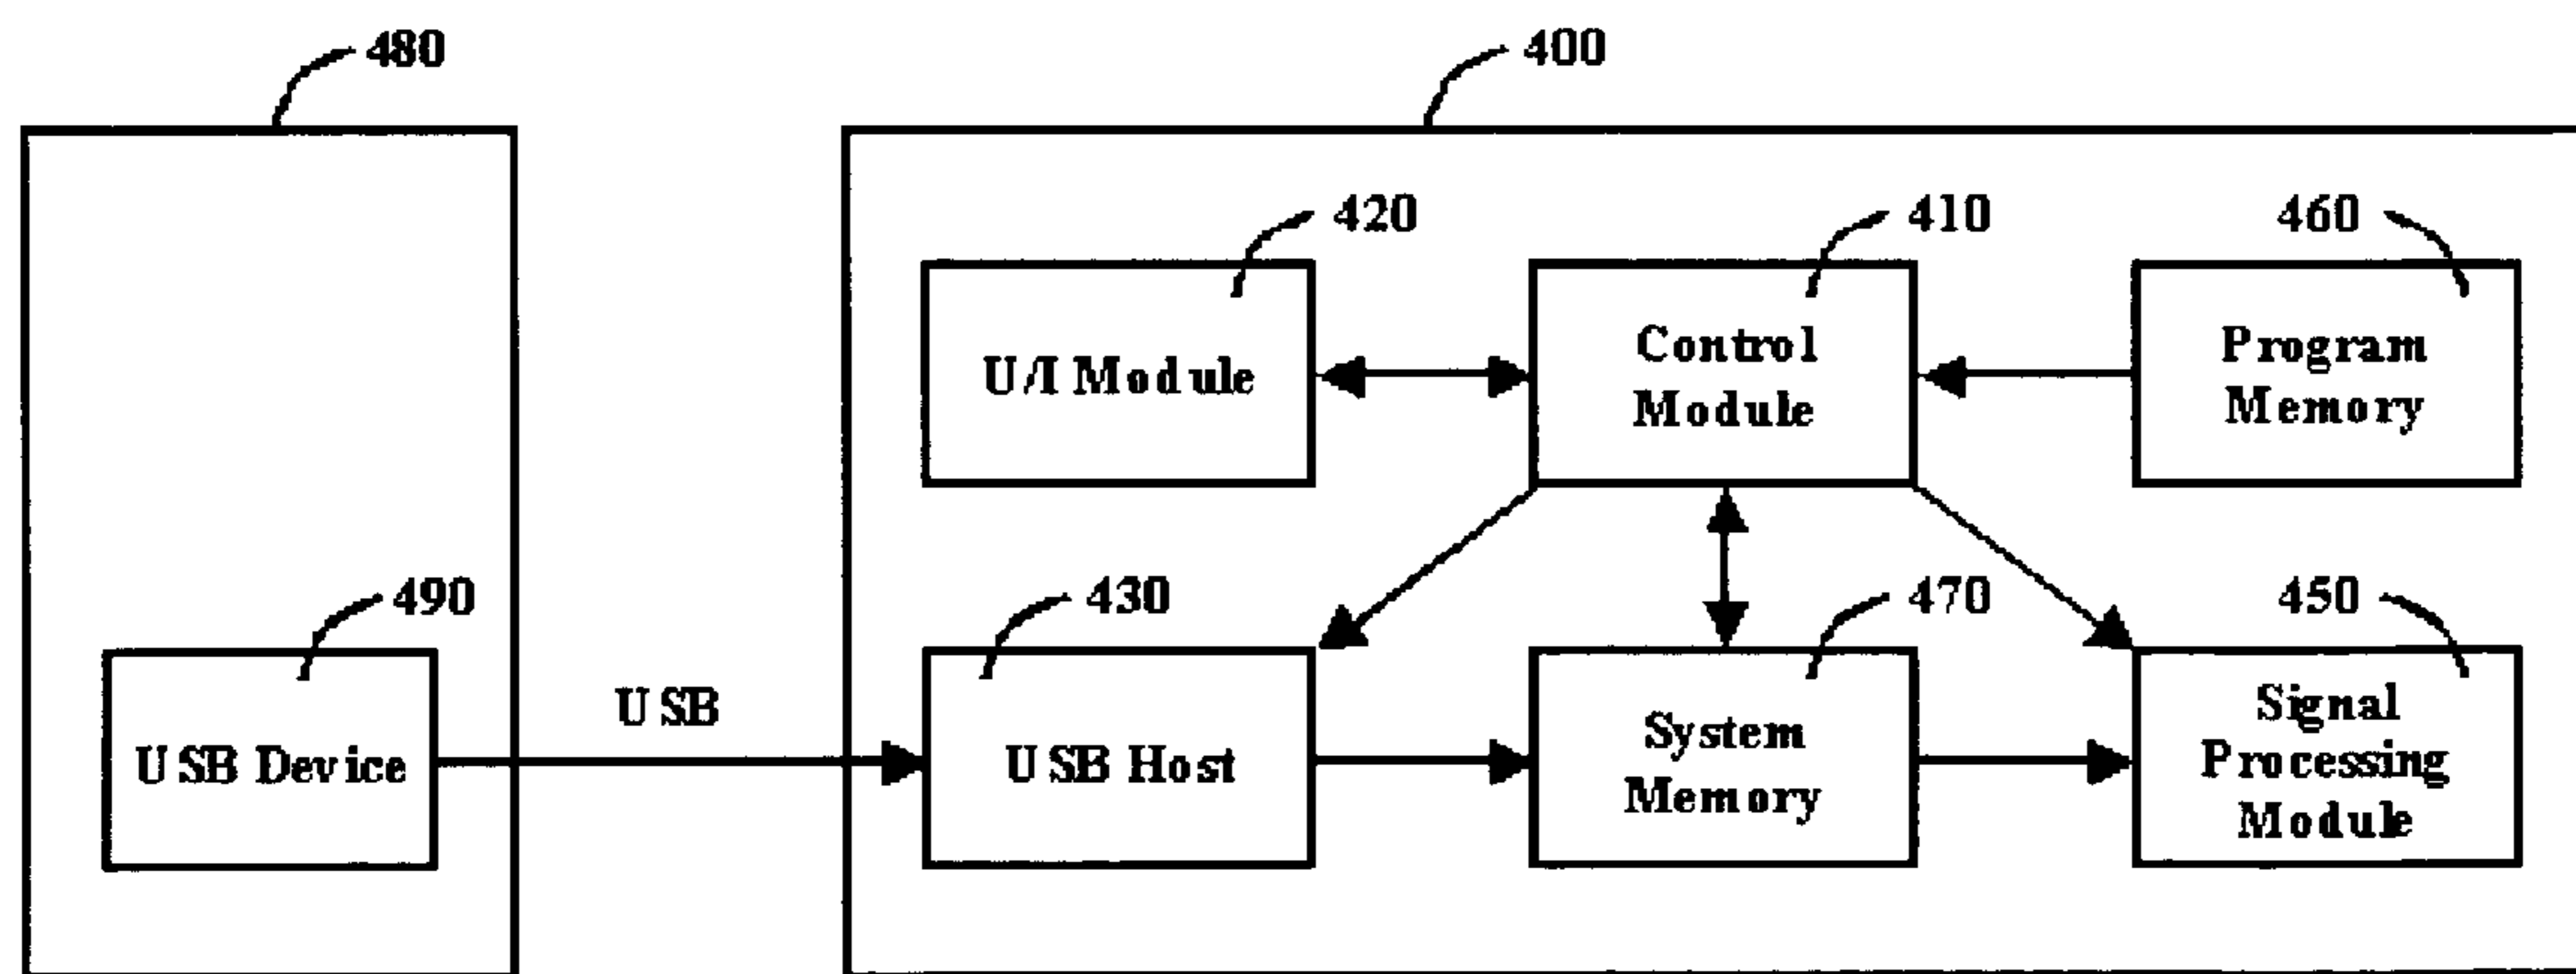 480
400
420
410
460
U/I Module
Control
Module
Program
Memory
490
430
470
450
USB
USB Device
USB Host
System
Memory
Signal
Processing
Module